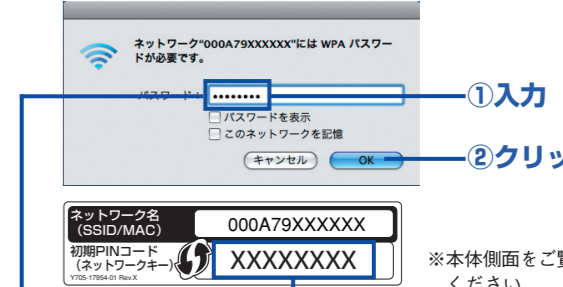 ネットワーク“000A79XXXXXX”には WPA パスワー
ドが必要です。
パスワード：
••••••••
①入力
パスワードを表示
このネットワークを記憶
キャンセル OK
②クリッ
ネットワーク名
（SSID/MAC）
000A79XXXXXX
初期PINコード
（ネットワークキー）
XXXXXXXX
Y705-17954-01 Rev.X
※本体側面をご覧
ください